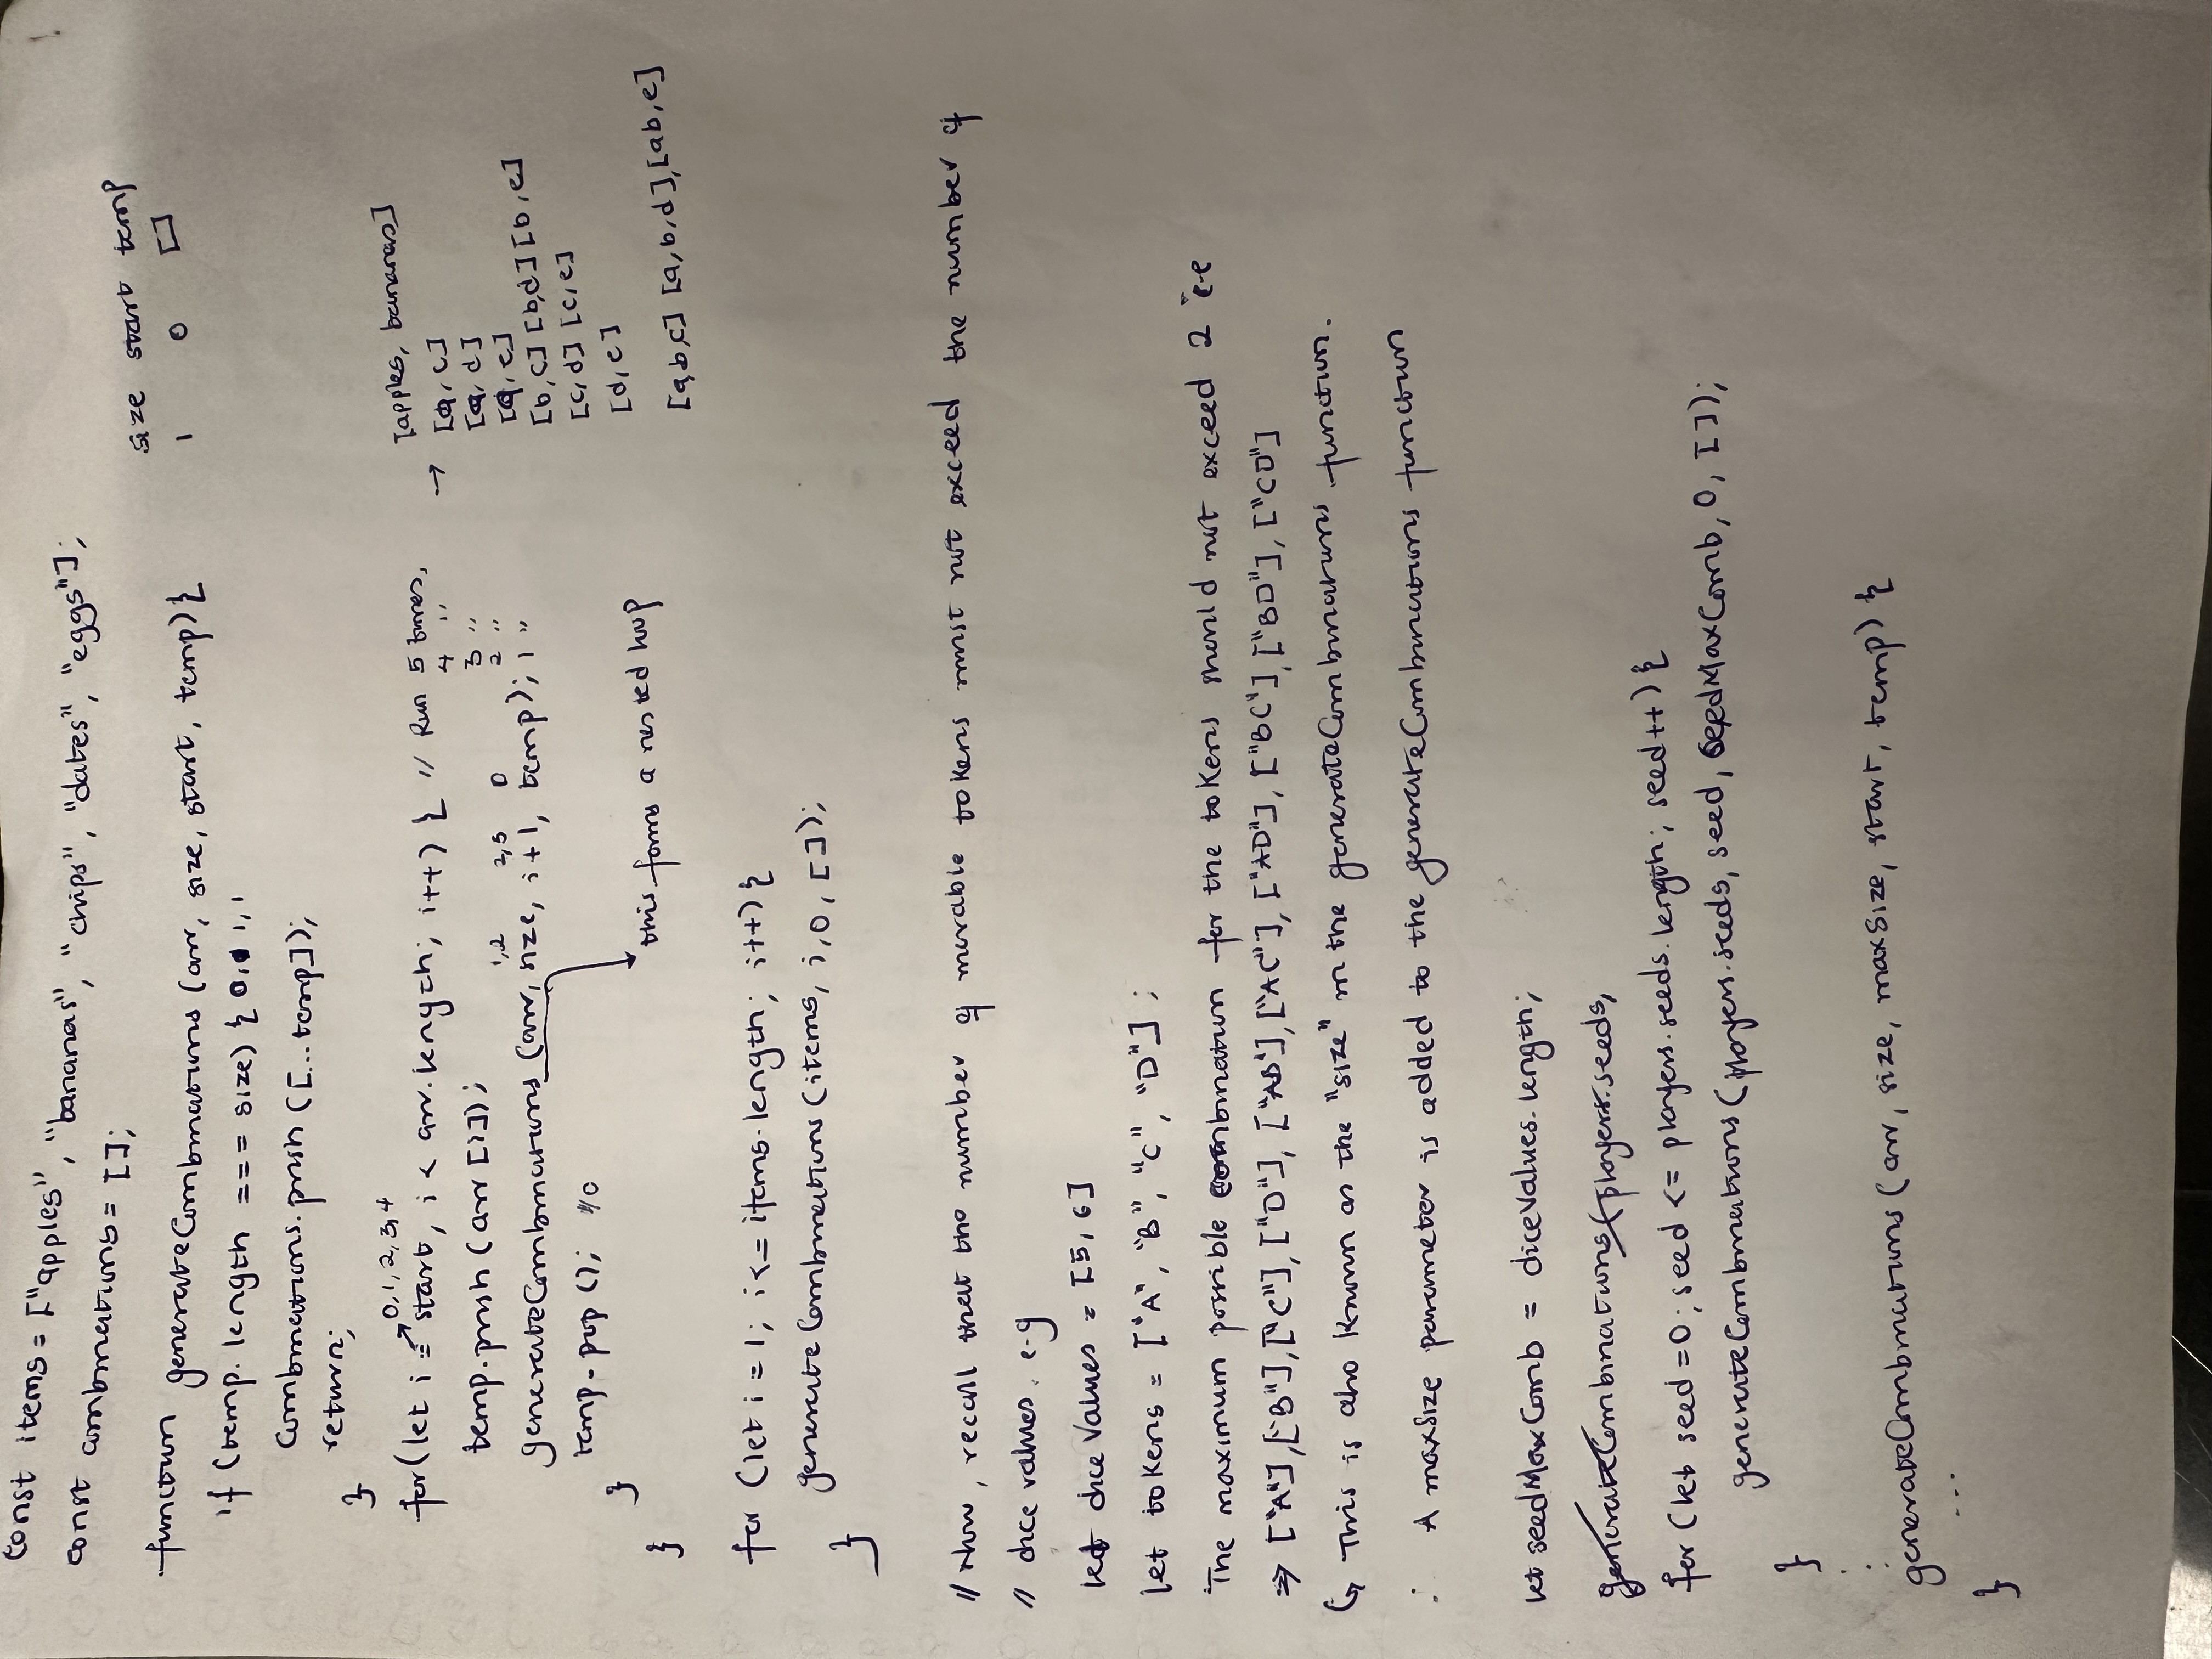 const items = ["apples", "bananas", "chips", "dates", "eggs"];
const combinations = [];
size start temp
1 0 []
function generateCombinations (arr, size, start, temp) {
if (temp. length === size) { 0, 1, 1
combinations.push ([...temp]);
return;
}
0, 1, 2, 3, 4
for (let i = start, i < arr.length; i++) { // Run 5 times,
4 "
temp.push (arr [i]); 3 "
1,2 2,5 0 2 "
generateCombinations (arr, size, i+1, temp); 1 "
temp.pop (); // 0
}
this forms a nested loop
}
[apples, bananas]
→ [a, c]
[a, d]
[a, e]
[b, c] [b,d] [b, e]
[c, d] [c, e]
[d, e]
[a,b,c] [a, b, d], [ab, e]
for (let i = 1; i <= items.length; i++) {
generateCombinations (items, i, 0, []);
}
// Now, recall that the number of movable tokens must not exceed the number of
// dice values. e.g
let diceValues = [5, 6]
let tokens = ["A", "B", "C", "D"] ;
The maximum possible combination for the tokens should not exceed 2 i.e
⇒ ["A"], ["B"], ["C"], ["D"], ["AB"], ["AC"], ["AD"], ["BC"], ["BD"], ["CD"]
↳ This is also known as the "size" in the generateCombinations function.
∴ A maxSize parameter is added to the generateCombinations function
let seedMaxComb = diceValues.length;
generateCombinations (players.seeds,
for (let seed = 0; seed <= players.seeds.length; seed++) {
generateCombinations (players.seeds, seed, seedMaxComb, 0, []);
}
:
generateCombinations (arr, size, maxSize, start, temp) {
...
}